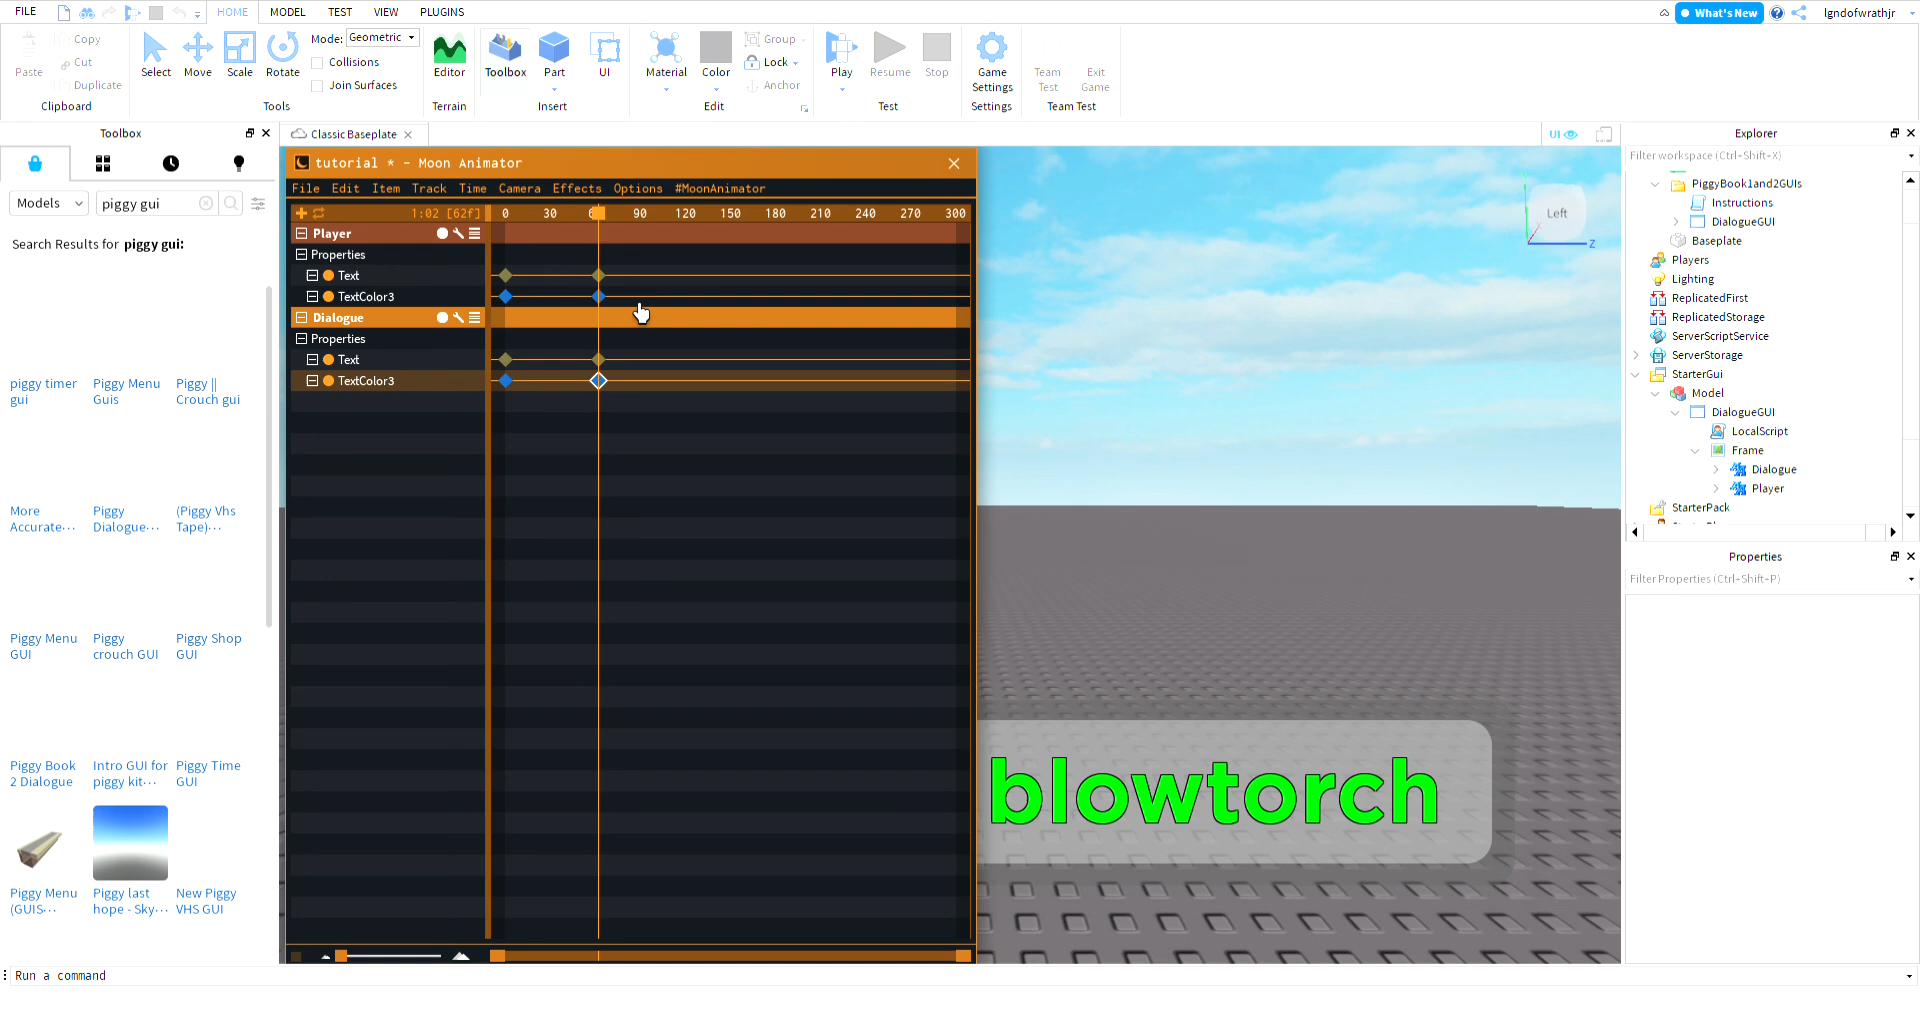 FILE HOME MODEL TEST VIEW PLUGINS What's New lgndofwrathjr
Paste Copy Cut Duplicate Clipboard
Select Move Scale Rotate Mode: Geometric Collisions Join Surfaces Tools
Editor Terrain
Toolbox Part UI Insert
Material Color Group Lock Anchor Edit
Play Resume Stop Test
Game Settings Settings
Team Test Exit Game Team Test
Toolbox
Models piggy gui
Search Results for piggy gui:
piggy timer gui
Piggy Menu Guis
Piggy || Crouch gui
More Accurate...
Piggy Dialogue...
(Piggy Vhs Tape)...
Piggy Menu GUI
Piggy crouch GUI
Piggy Shop GUI
Piggy Book 2 Dialogue
Intro GUI for piggy kit...
Piggy Time GUI
Piggy Menu (GUIS...
Piggy last hope - Sky...
New Piggy VHS GUI
Classic Baseplate
UI
tutorial * - Moon Animator
File Edit Item Track Time Camera Effects Options #MoonAnimator
1:02 [62f] 0 30 90 120 150 180 210 240 270 300
Player
Properties
Text
TextColor3
Dialogue
Properties
Text
TextColor3
Left
Z
blowtorch
Explorer
Filter workspace (Ctrl+Shift+X)
PiggyBook1and2GUIs
Instructions
DialogueGUI
Baseplate
Players
Lighting
ReplicatedFirst
ReplicatedStorage
ServerScriptService
ServerStorage
StarterGui
Model
DialogueGUI
LocalScript
Frame
Dialogue
Player
StarterPack
Properties
Filter Properties (Ctrl+Shift+P)
Run a command